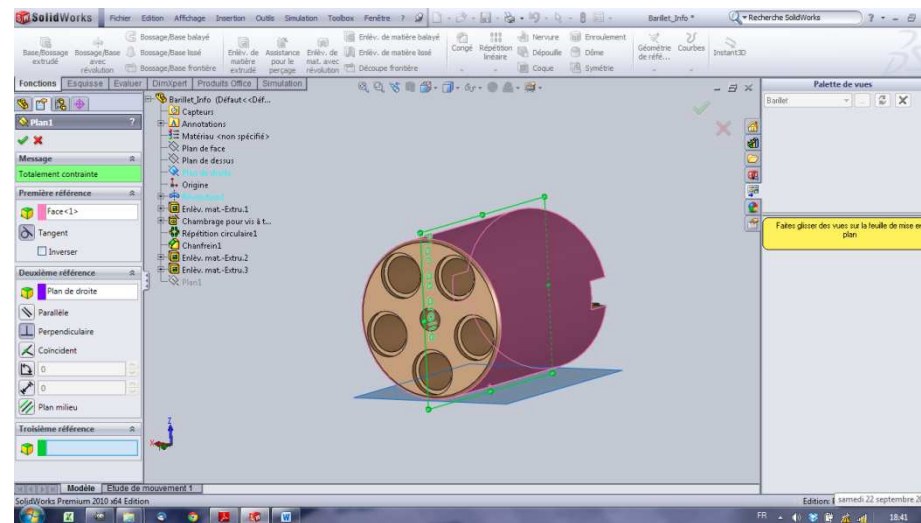 SolidWorks Fichier Edition Affichage Insertion Outils Simulation Toolbox Fenêtre ? Barillet_Info * Recherche SolidWorks
Base/Bossage extrudé
Bossage/Base avec révolution
Bossage/Base balayé
Bossage/Base lissé
Bossage/Base frontière
Enlèv. de matière extrudé
Assistance pour le perçage
Enlèv. de mat. avec révolution
Enlèv. de matière balayé
Enlèv. de matière lissé
Découpe frontière
Congé
Répétition linéaire
Nervure
Dépouille
Coque
Enroulement
Dôme
Symétrie
Géométrie de réfé...
Courbes
Instant3D
Fonctions Esquisse Evaluer DimXpert Produits Office Simulation
Plan1 ?
Message
Totalement contrainte
Première référence
Face<1>
Tangent
Inverser
Deuxième référence
Plan de droite
Parallèle
Perpendiculaire
Coïncident
0
0
Plan milieu
Troisième référence
Barillet_Info (Défaut<<Déf...
Capteurs
Annotations
Matériau <non spécifié>
Plan de face
Plan de dessus
Plan de droite
Origine
Enlèv. mat.-Extru.1
Chambrage pour vis à t...
Répétition circulaire1
Chanfrein1
Enlèv. mat.-Extru.2
Enlèv. mat.-Extru.3
Plan1
Z
X
Palette de vues
Barillet
Faites glisser des vues sur la feuille de mise en plan
Modèle Etude de mouvement 1
SolidWorks Premium 2010 x64 Edition
Edition:
samedi 22 septembre 20
FR
18:41